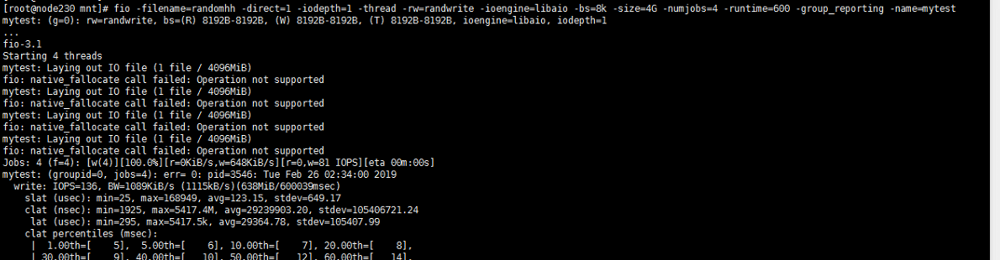 [root@node230 mnt]# fio -filename=randomhh -direct=1 -iodepth=1 -thread -rw=randwrite -ioengine=libaio -bs=8k -size=4G -numjobs=4 -runtime=600 -group_reporting -name=mytest
mytest: (g=0): rw=randwrite, bs=(R) 8192B-8192B, (W) 8192B-8192B, (T) 8192B-8192B, ioengine=libaio, iodepth=1
...
fio-3.1
Starting 4 threads
mytest: Laying out IO file (1 file / 4096MiB)
fio: native_fallocate call failed: Operation not supported
mytest: Laying out IO file (1 file / 4096MiB)
fio: native_fallocate call failed: Operation not supported
mytest: Laying out IO file (1 file / 4096MiB)
fio: native_fallocate call failed: Operation not supported
mytest: Laying out IO file (1 file / 4096MiB)
fio: native_fallocate call failed: Operation not supported
Jobs: 4 (f=4): [w(4)][100.0%][r=0KiB/s,w=648KiB/s][r=0,w=81 IOPS][eta 00m:00s]
mytest: (groupid=0, jobs=4): err= 0: pid=3546: Tue Feb 26 02:34:00 2019
write: IOPS=136, BW=1089KiB/s (1115kB/s)(638MiB/600039msec)
slat (usec): min=25, max=168949, avg=123.15, stdev=649.17
clat (nsec): min=1925, max=5417.4M, avg=29239903.20, stdev=105406721.24
lat (usec): min=295, max=5417.5k, avg=29364.78, stdev=105407.99
clat percentiles (msec):
| 1.00th=[ 5], 5.00th=[ 6], 10.00th=[ 7], 20.00th=[ 8],
| 30.00th=[ 9], 40.00th=[ 10], 50.00th=[ 12], 60.00th=[ 14],